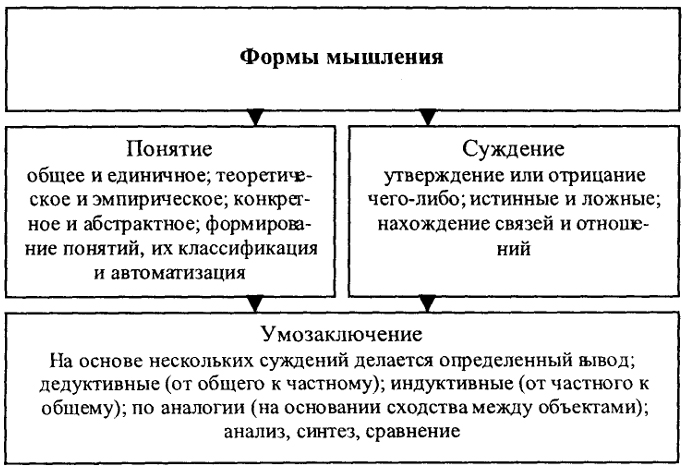 Формы мышления
Понятие
общее и единичное; теоретиче-
ское и эмпирическое; конкрет-
ное и абстрактное; формирова-
ние понятий, их классификация
и автоматизация
Суждение
утверждение или отрицание
чего-либо; истинные и ложные;
нахождение связей и отноше-
ний
Умозаключение
На основе нескольких суждений делается определенный вывод;
дедуктивные (от общего к частному); индуктивные (от частного к
общему); по аналогии (на основании сходства между объектами);
анализ, синтез, сравнение